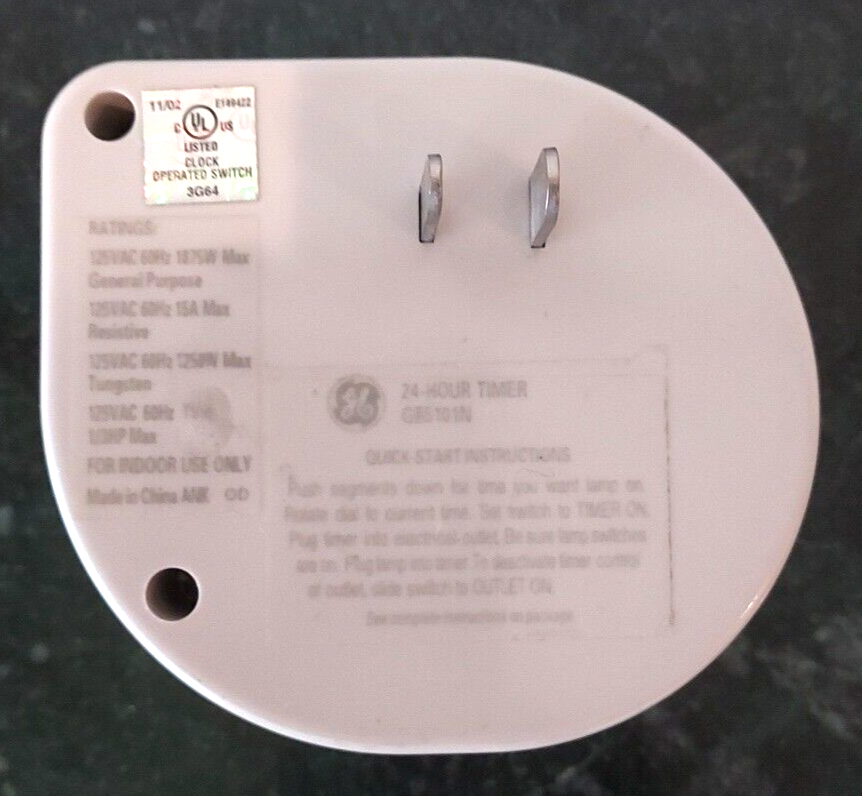 11/02 E149422
C UL US
LISTED
CLOCK
OPERATED SWITCH
3G64
RATINGS:
125VAC 60Hz 1875W Max
General Purpose
125VAC 60Hz 15A Max
Resistive
125VAC 60Hz Max
Tungsten
125VAC 60Hz
1/3HP Max
FOR INDOOR USE ONLY
Made in China
GE
24-HOUR TIMER
QUICK-START INSTRUCTIONS
Push segments down for time you want lamp on.
Rotate dial to current time. Set switch to TIMER ON.
Plug timer into electrical outlet. Be sure lamp switches
are on. Plug lamp into timer. To deactivate timer control
at outlet, slide switch to OUTLET ON.
See complete instructions on package.